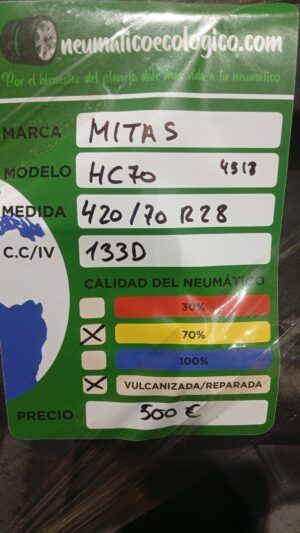 neumaticoecologico.com
Por el bienestar del planeta dale más vida a tu neumático
MARCA MITAS
MODELO HC70 4518
MEDIDA 420/70 R28
C.C/IV 133D
CALIDAD DEL NEUMÁTICO
30%
70%
100%
VULCANIZADA/REPARADA
PRECIO 500 €